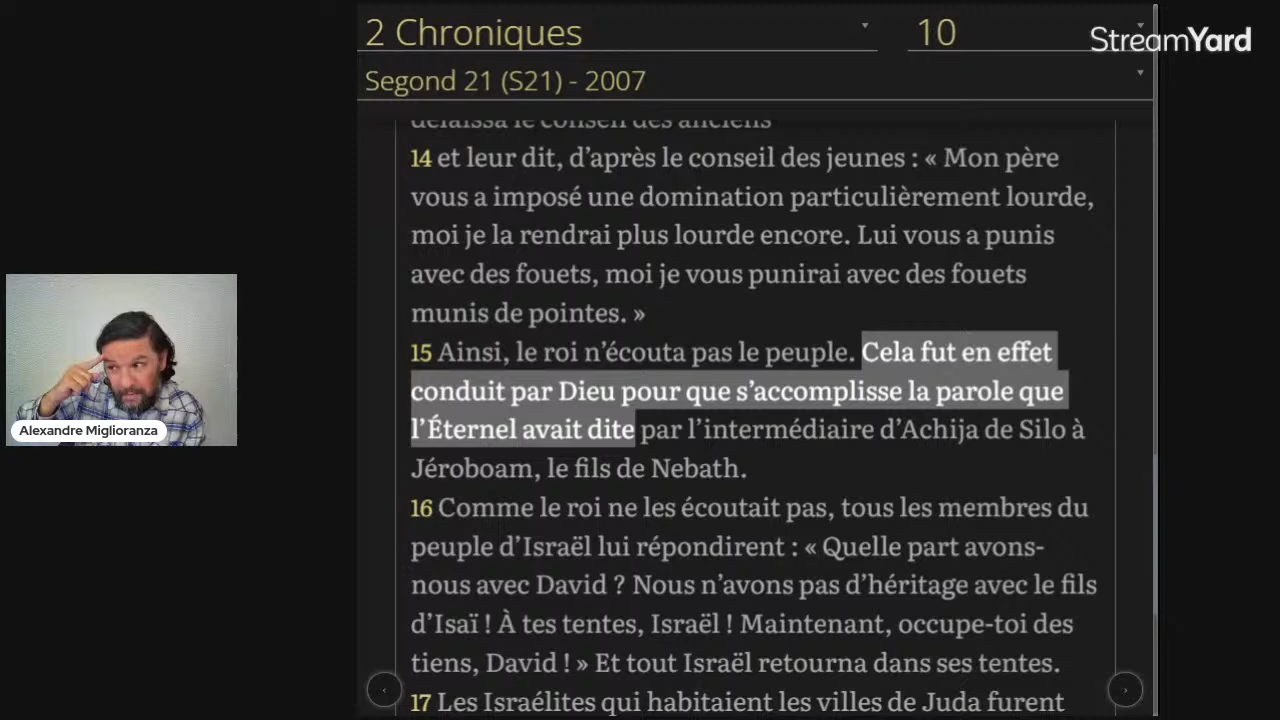 2 Chroniques
10
StreamYard
Segond 21 (S21) - 2007
délaissa le conseil des anciens
14 et leur dit, d’après le conseil des jeunes : « Mon père
vous a imposé une domination particulièrement lourde,
moi je la rendrai plus lourde encore. Lui vous a punis
avec des fouets, moi je vous punirai avec des fouets
munis de pointes. »
15 Ainsi, le roi n’écouta pas le peuple. Cela fut en effet
conduit par Dieu pour que s’accomplisse la parole que
l’Éternel avait dite par l’intermédiaire d’Achija de Silo à
Jéroboam, le fils de Nebath.
16 Comme le roi ne les écoutait pas, tous les membres du
peuple d’Israël lui répondirent : « Quelle part avons-
nous avec David ? Nous n’avons pas d’héritage avec le fils
d’Isaï ! À tes tentes, Israël ! Maintenant, occupe-toi des
tiens, David ! » Et tout Israël retourna dans ses tentes.
17 Les Israélites qui habitaient les villes de Juda furent
Alexandre Miglioranza